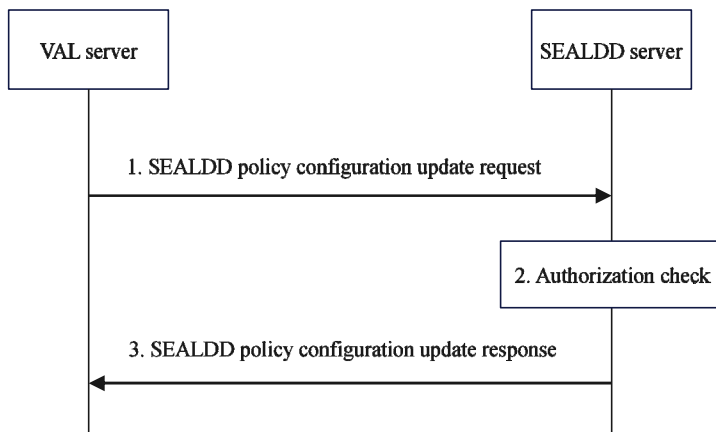 VAL server
SEALDD server
1. SEALDD policy configuration update request
2. Authorization check
3. SEALDD policy configuration update response